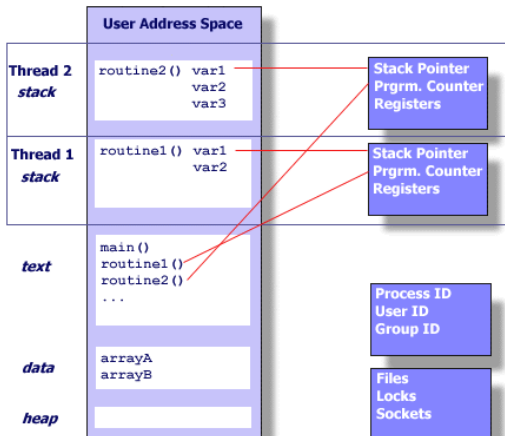 User Address Space
Thread 2
stack
routine2() var1
var2
var3
Stack Pointer
Prgrm. Counter
Registers
Thread 1
stack
routine1() var1
var2
Stack Pointer
Prgrm. Counter
Registers
text
main()
routine1()
routine2()
...
Process ID
User ID
Group ID
data
arrayA
arrayB
Files
Locks
Sockets
heap